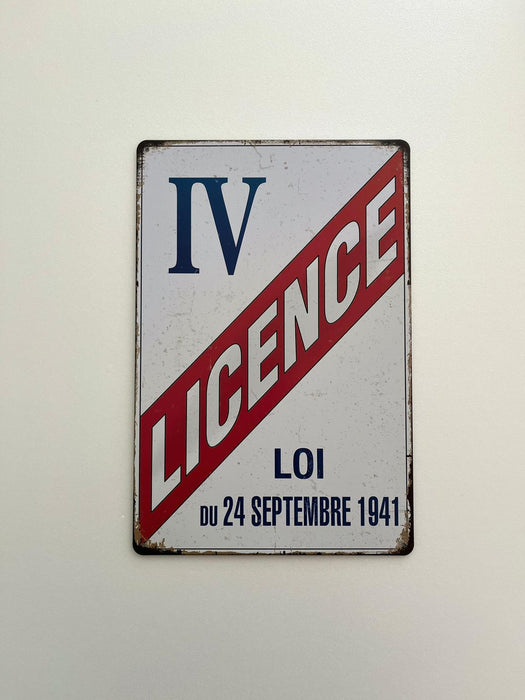 IV
LICENCE
LOI
DU 24 SEPTEMBRE 1941